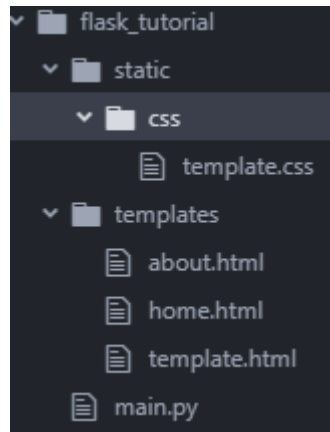 flask_tutorial
static
css
template.css
templates
about.html
home.html
template.html
main.py